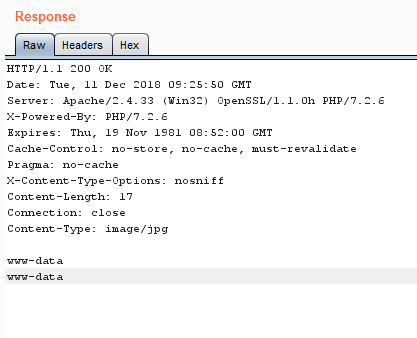 Response
Raw Headers Hex
HTTP/1.1 200 OK
Date: Tue, 11 Dec 2018 09:25:50 GMT
Server: Apache/2.4.33 (Win32) OpenSSL/1.1.0h PHP/7.2.6
X-Powered-By: PHP/7.2.6
Expires: Thu, 19 Nov 1981 08:52:00 GMT
Cache-Control: no-store, no-cache, must-revalidate
Pragma: no-cache
X-Content-Type-Options: nosniff
Content-Length: 17
Connection: close
Content-Type: image/jpg
www-data
www-data